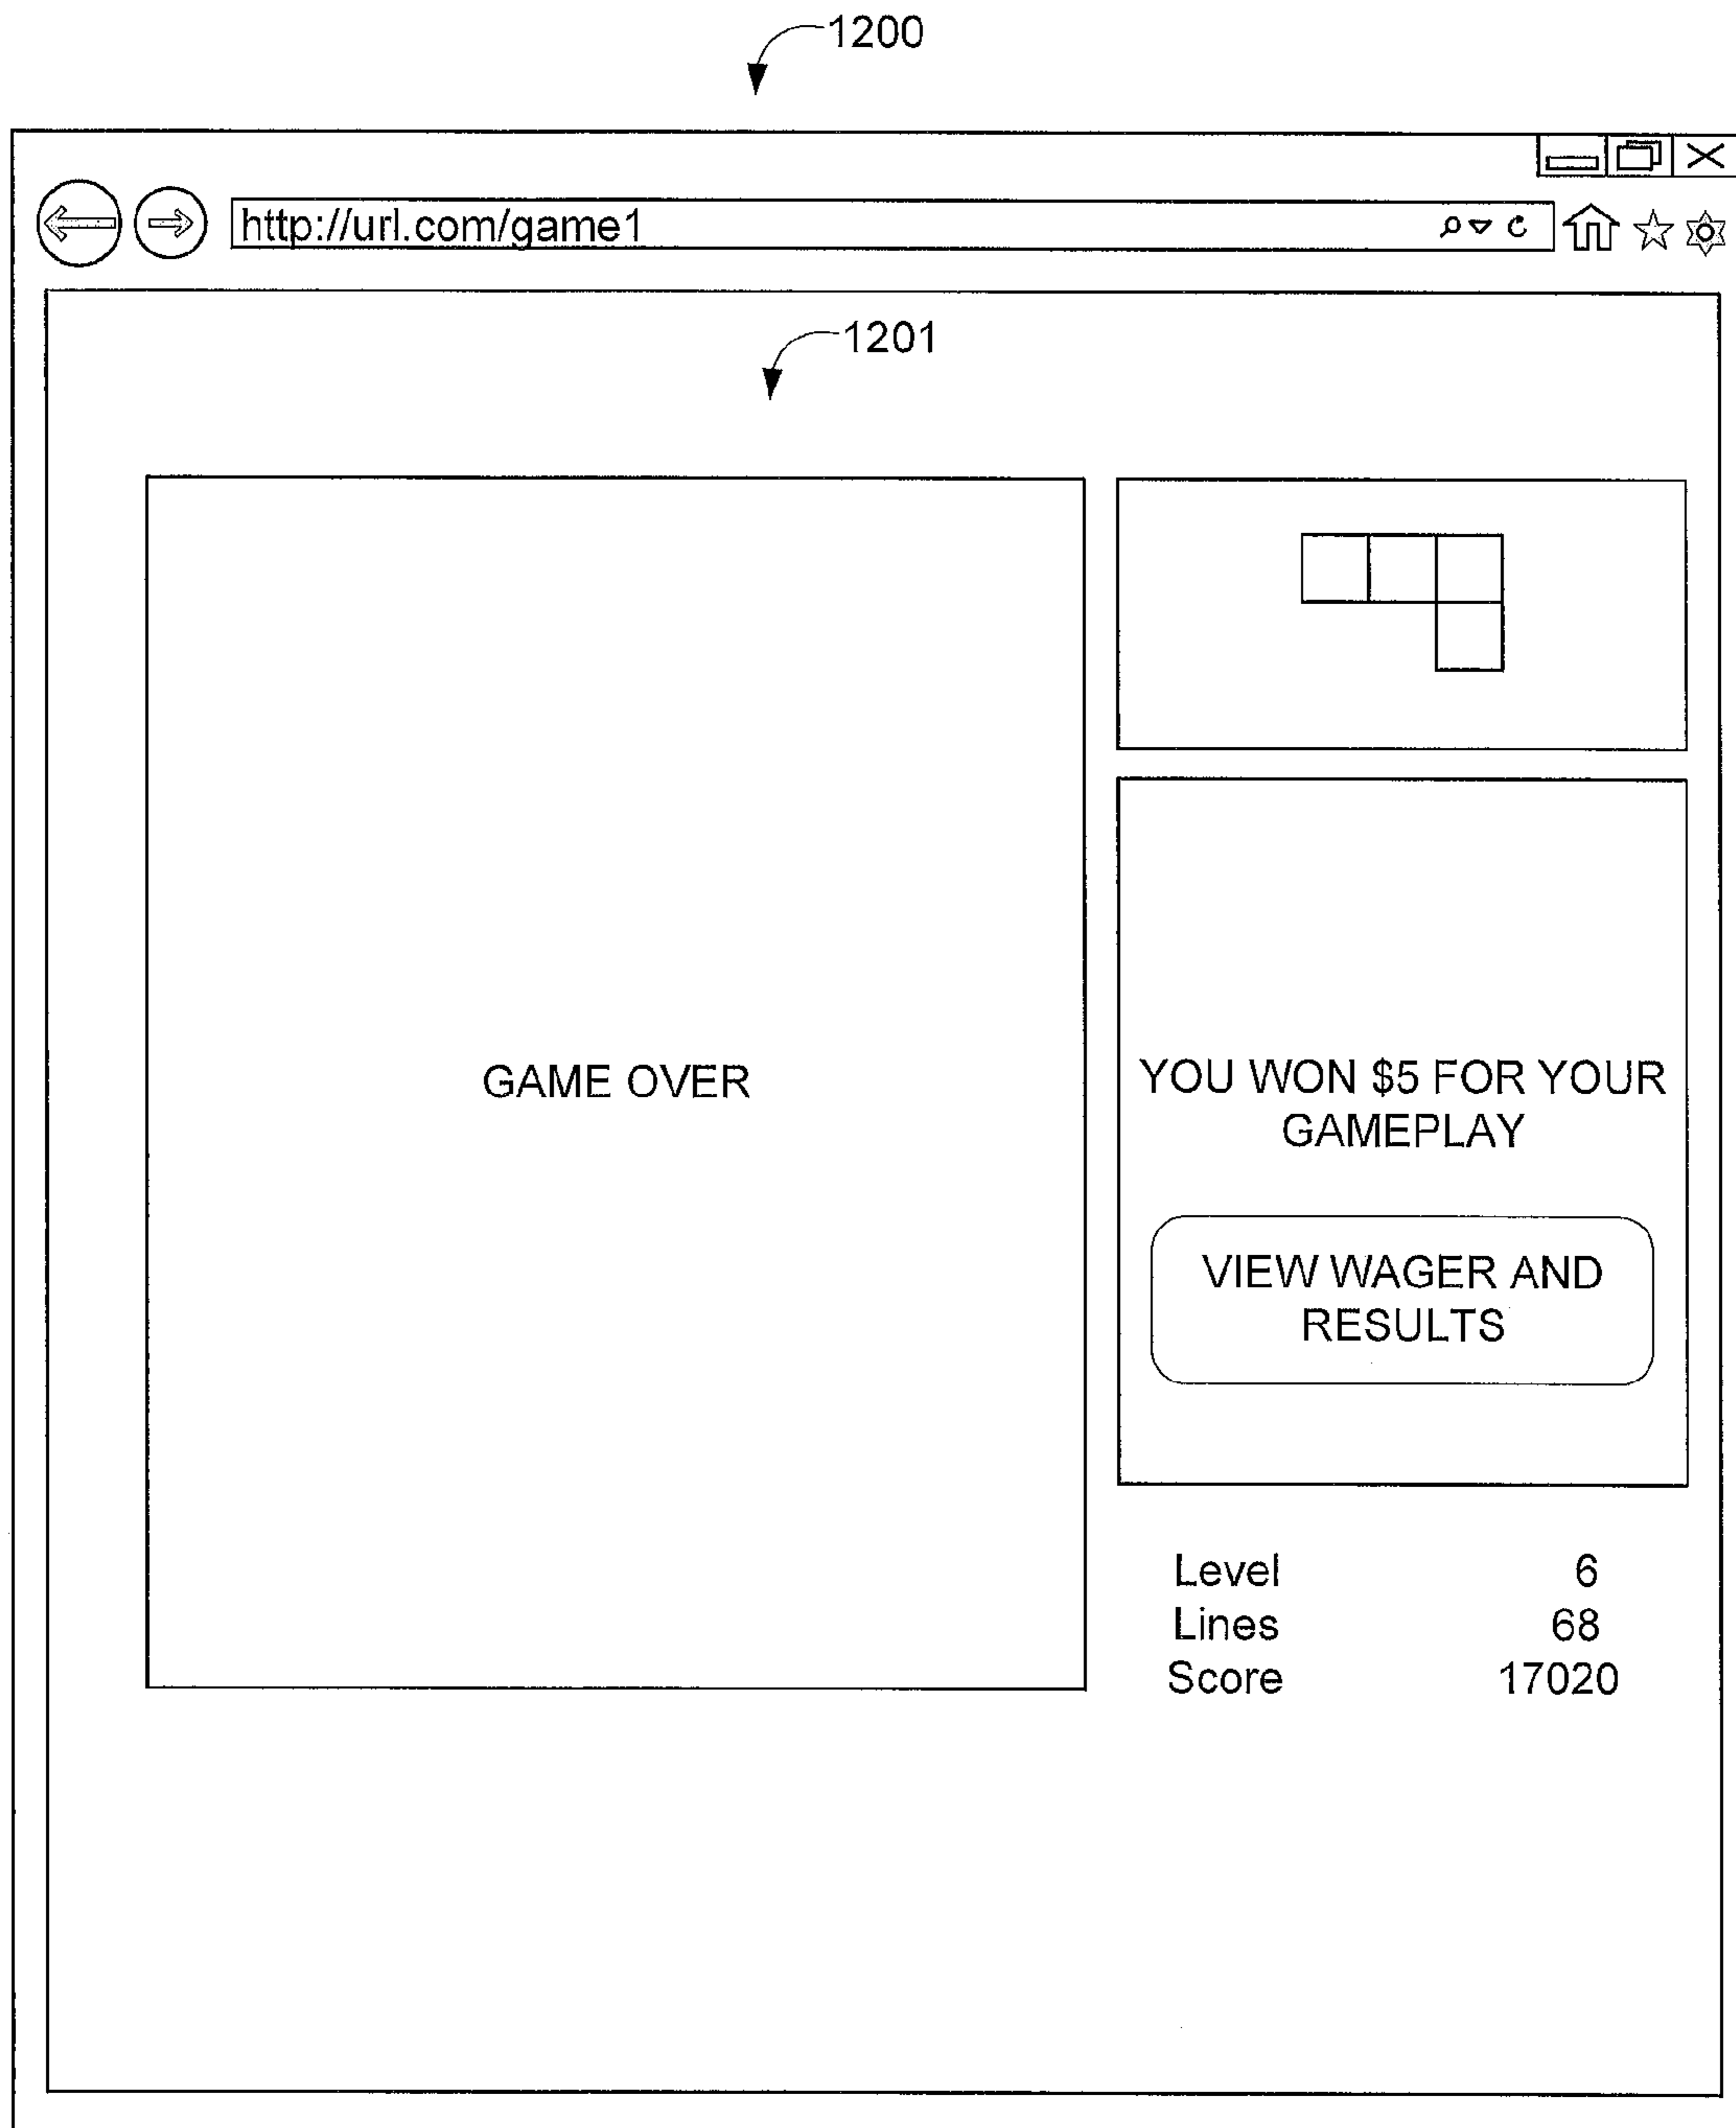 1200
http://url.com/game1
1201
GAME OVER
YOU WON $5 FOR YOUR
GAMEPLAY
VIEW WAGER AND
RESULTS
Level 6
Lines 68
Score 17020